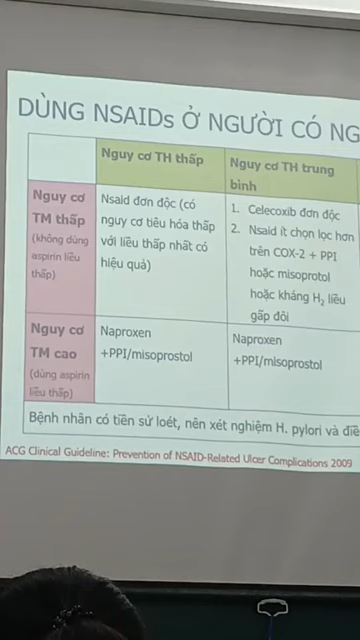 DÙNG NSAIDs Ở NGƯỜI CÓ NG
Nguy cơ TH thấp
Nguy cơ TH trung
bình
Nguy cơ
TM thấp
(không dùng
aspirin liều
thấp)
Nsaid đơn độc (có
nguy cơ tiêu hóa thấp
với liều thấp nhất có
hiệu quả)
1. Celecoxib đơn độc
2. Nsaid ít chọn lọc hơn
trên COX-2 + PPI
hoặc misoprotol
hoặc kháng H₂ liều
gấp đôi
Nguy cơ
TM cao
(dùng aspirin
liều thấp)
Naproxen
+PPI/misoprostol
Naproxen
+PPI/misoprostol
Bệnh nhân có tiền sử loét, nên xét nghiệm H. pylori và điề
ACG Clinical Guideline: Prevention of NSAID-Related Ulcer Complications 2009